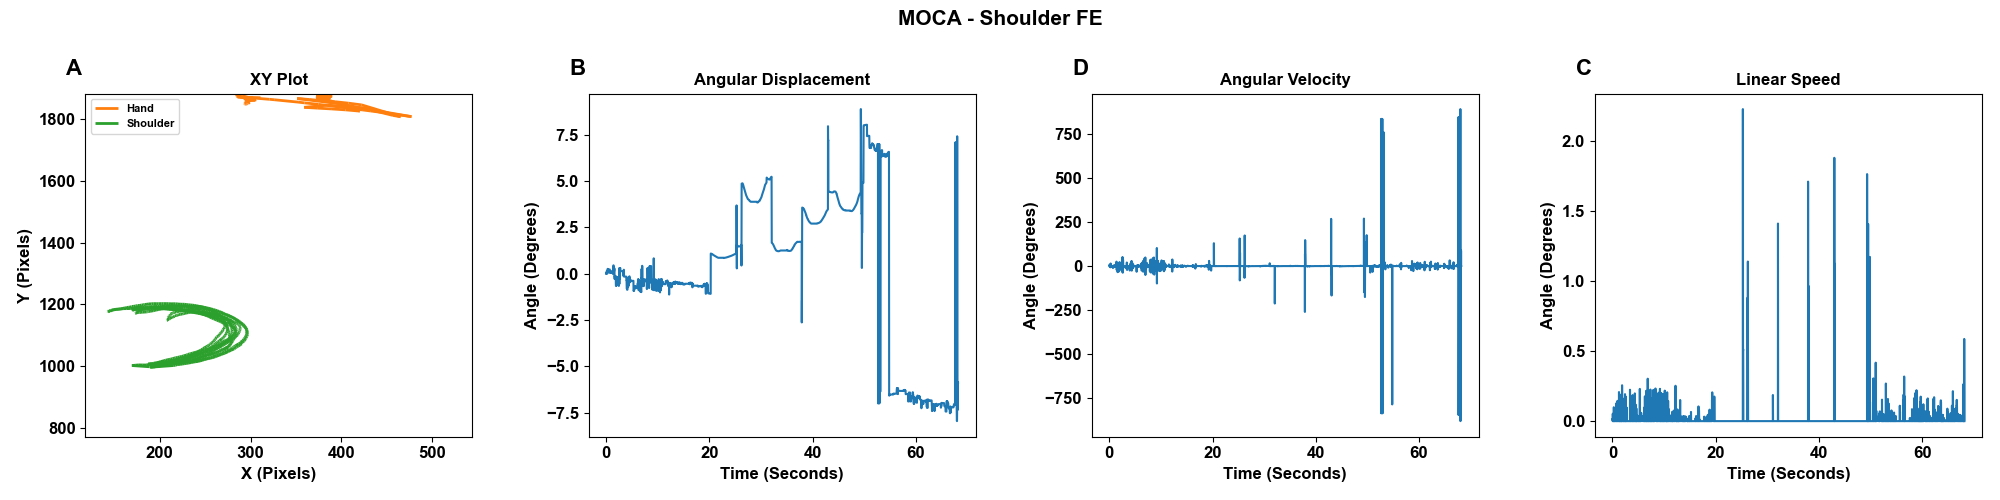 MOCA - Shoulder FE
A
XY Plot
Hand
Shoulder
1800
1600
1400
1200
1000
800
Y (Pixels)
200 300 400 500
X (Pixels)
B
Angular Displacement
7.5
5.0
2.5
0.0
−2.5
−5.0
−7.5
Angle (Degrees)
0 20 40 60
Time (Seconds)
D
Angular Velocity
750
500
250
0
−250
−500
−750
Angle (Degrees)
0 20 40 60
Time (Seconds)
C
Linear Speed
2.0
1.5
1.0
0.5
0.0
Angle (Degrees)
0 20 40 60
Time (Seconds)